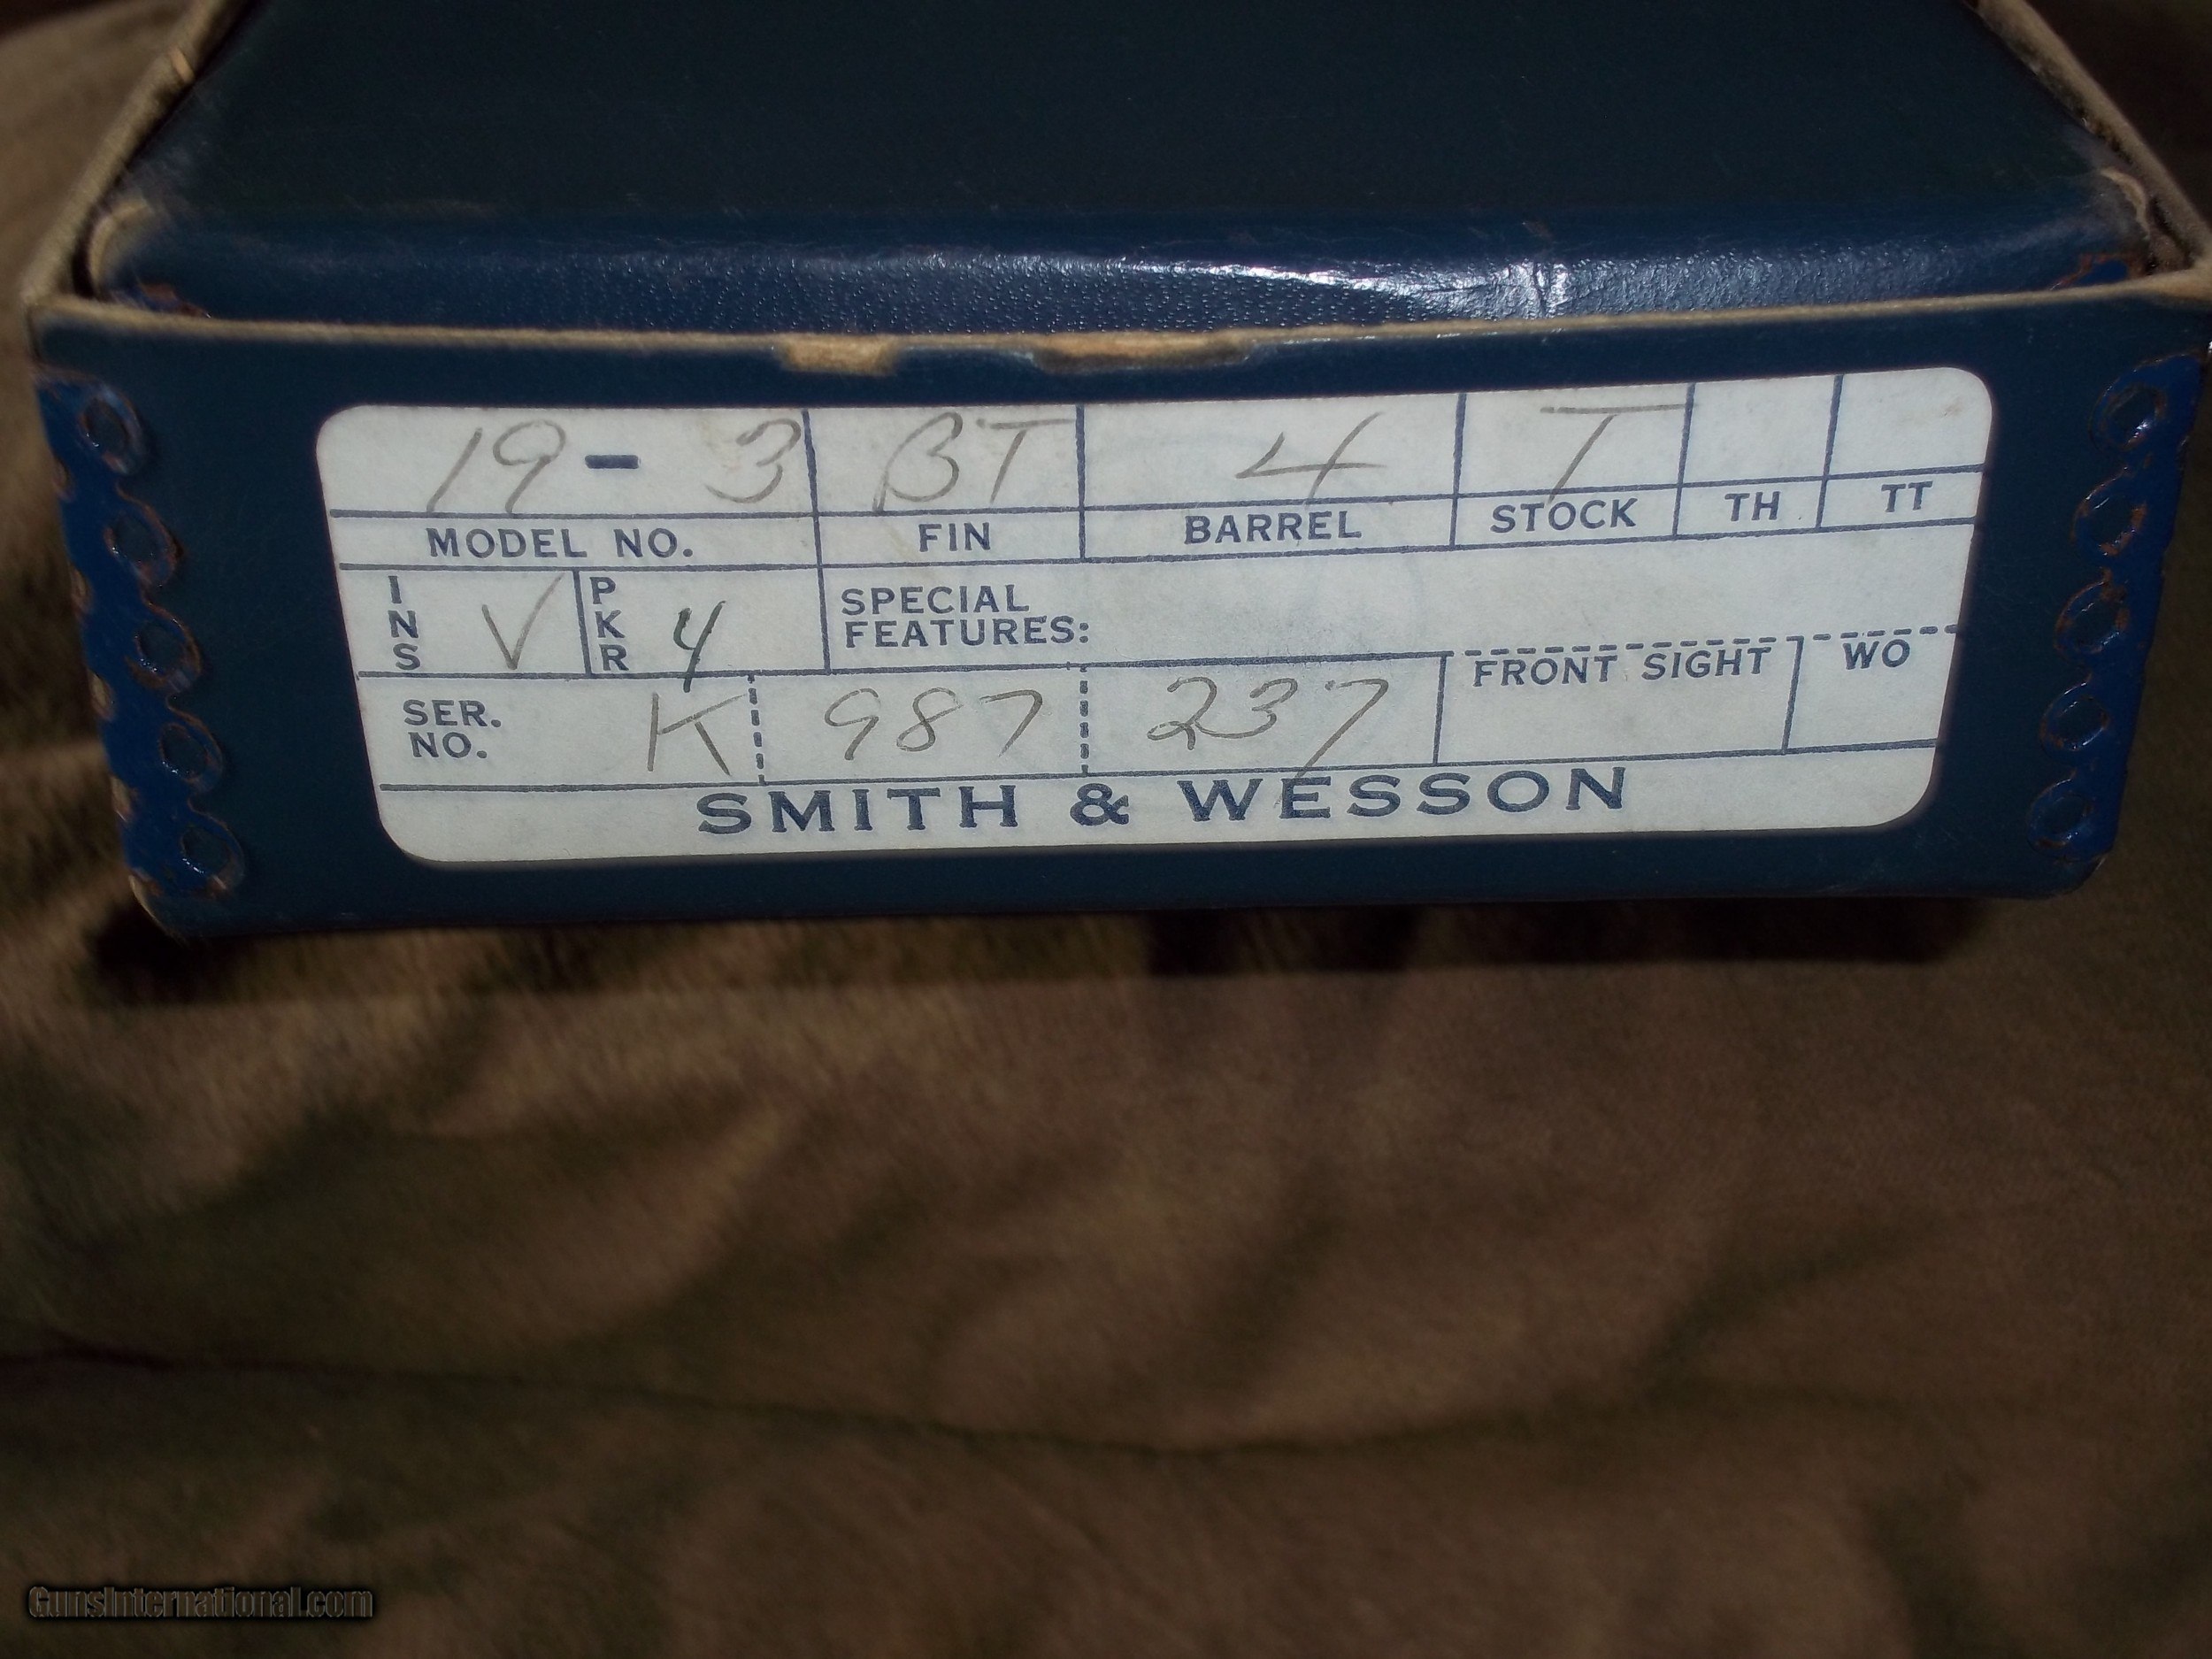 19 - 3 BT 4 T
MODEL NO. FIN BARREL STOCK TH TT
INS V PKR 4 SPECIAL
FEATURES:
FRONT SIGHT WO
SER.
NO. K 987 237
SMITH & WESSON
GunsInternational.com